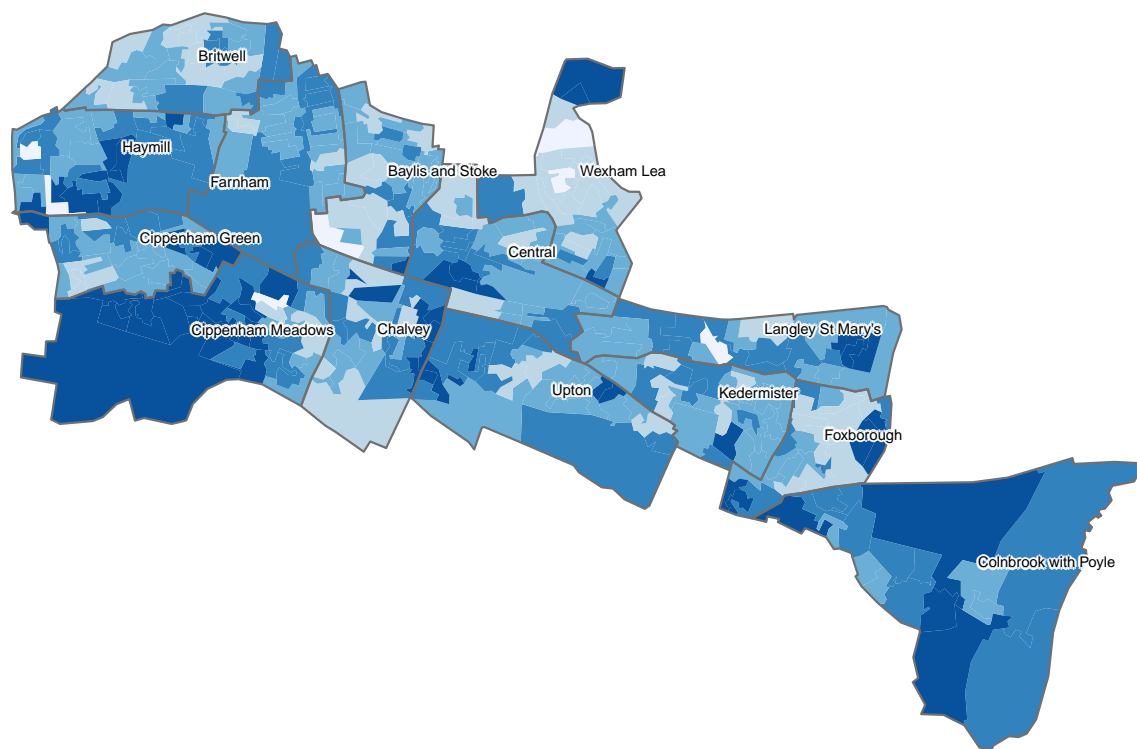 Britwell
Haymill
Farnham
Baylis and Stoke
Wexham Lea
Cippenham Green
Central
Cippenham Meadows
Chalvey
Langley St Mary's
Upton
Kedermister
Foxborough
Colnbrook with Poyle